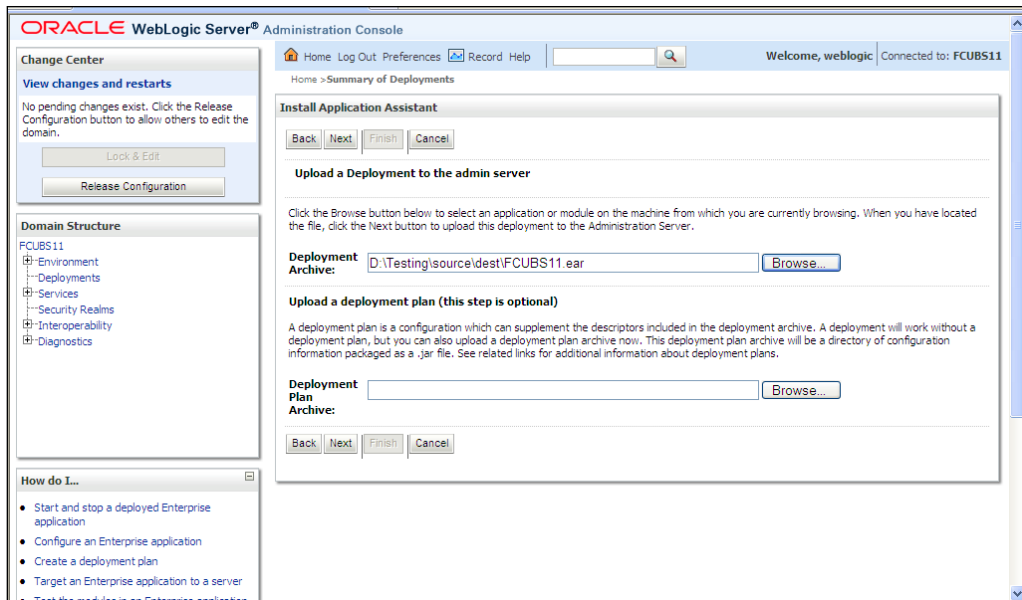 ORACLE WebLogic Server® Administration Console
Change Center
View changes and restarts
No pending changes exist. Click the Release
Configuration button to allow others to edit the
domain.
Lock & Edit
Release Configuration
Domain Structure
FCUBS11
Environment
Deployments
Services
Security Realms
Interoperability
Diagnostics
How do I...
Start and stop a deployed Enterprise
application
Configure an Enterprise application
Create a deployment plan
Target an Enterprise application to a server
Test the modules in an Enterprise application
Home Log Out Preferences Record Help
Welcome, weblogic Connected to: FCUBS11
Home >Summary of Deployments
Install Application Assistant
Back Next Finish Cancel
Upload a Deployment to the admin server
Click the Browse button below to select an application or module on the machine from which you are currently browsing. When you have located
the file, click the Next button to upload this deployment to the Administration Server.
Deployment
Archive: D:\Testing\source\dest\FCUBS11.ear Browse...
Upload a deployment plan (this step is optional)
A deployment plan is a configuration which can supplement the descriptors included in the deployment archive. A deployment will work without a
deployment plan, but you can also upload a deployment plan archive now. This deployment plan archive will be a directory of configuration
information packaged as a .jar file. See related links for additional information about deployment plans.
Deployment
Plan Browse...
Archive:
Back Next Finish Cancel